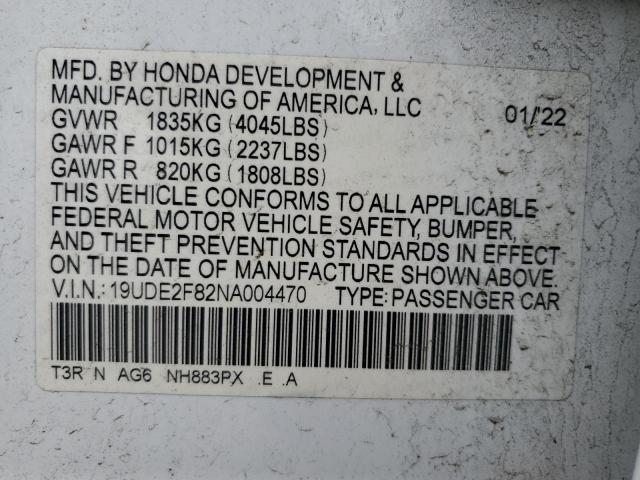 MFD. BY HONDA DEVELOPMENT &
MANUFACTURING OF AMERICA, LLC 01/'22
GVWR 1835KG (4045LBS)
GAWR F 1015KG (2237LBS)
GAWR R 820KG (1808LBS)
THIS VEHICLE CONFORMS TO ALL APPLICABLE
FEDERAL MOTOR VEHICLE SAFETY, BUMPER,
AND THEFT PREVENTION STANDARDS IN EFFECT
ON THE DATE OF MANUFACTURE SHOWN ABOVE.
V.I.N.: 19UDE2F82NA004470 TYPE: PASSENGER CAR
T3R N AG6 NH883PX .E .A